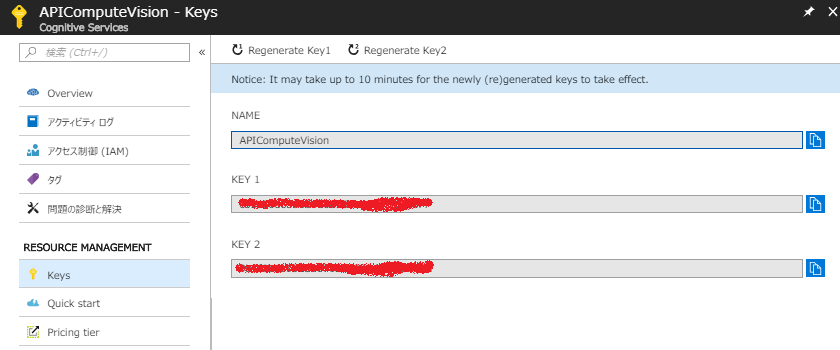 APIComputeVision - Keys
Cognitive Services
検索 (Ctrl+/)
Regenerate Key1
Regenerate Key2
Notice: It may take up to 10 minutes for the newly (re)generated keys to take effect.
Overview
アクティビティ ログ
アクセス制御 (IAM)
タグ
問題の診断と解決
RESOURCE MANAGEMENT
Keys
Quick start
Pricing tier
NAME
APIComputeVision
KEY 1
KEY 2